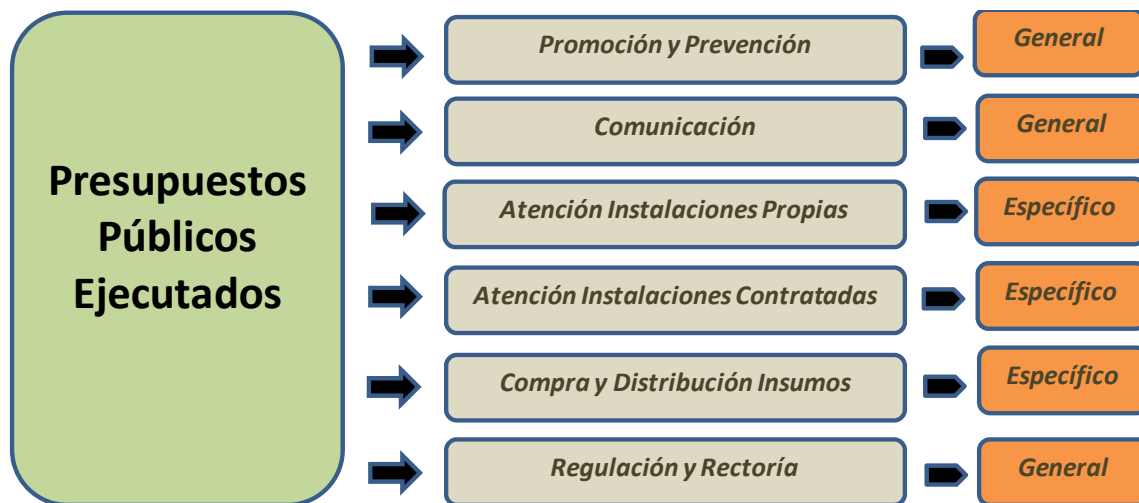 Presupuestos
Públicos
Ejecutados
Promoción y Prevención
General
Comunicación
General
Atención Instalaciones Propias
Específico
Atención Instalaciones Contratadas
Específico
Compra y Distribución Insumos
Específico
Regulación y Rectoría
General